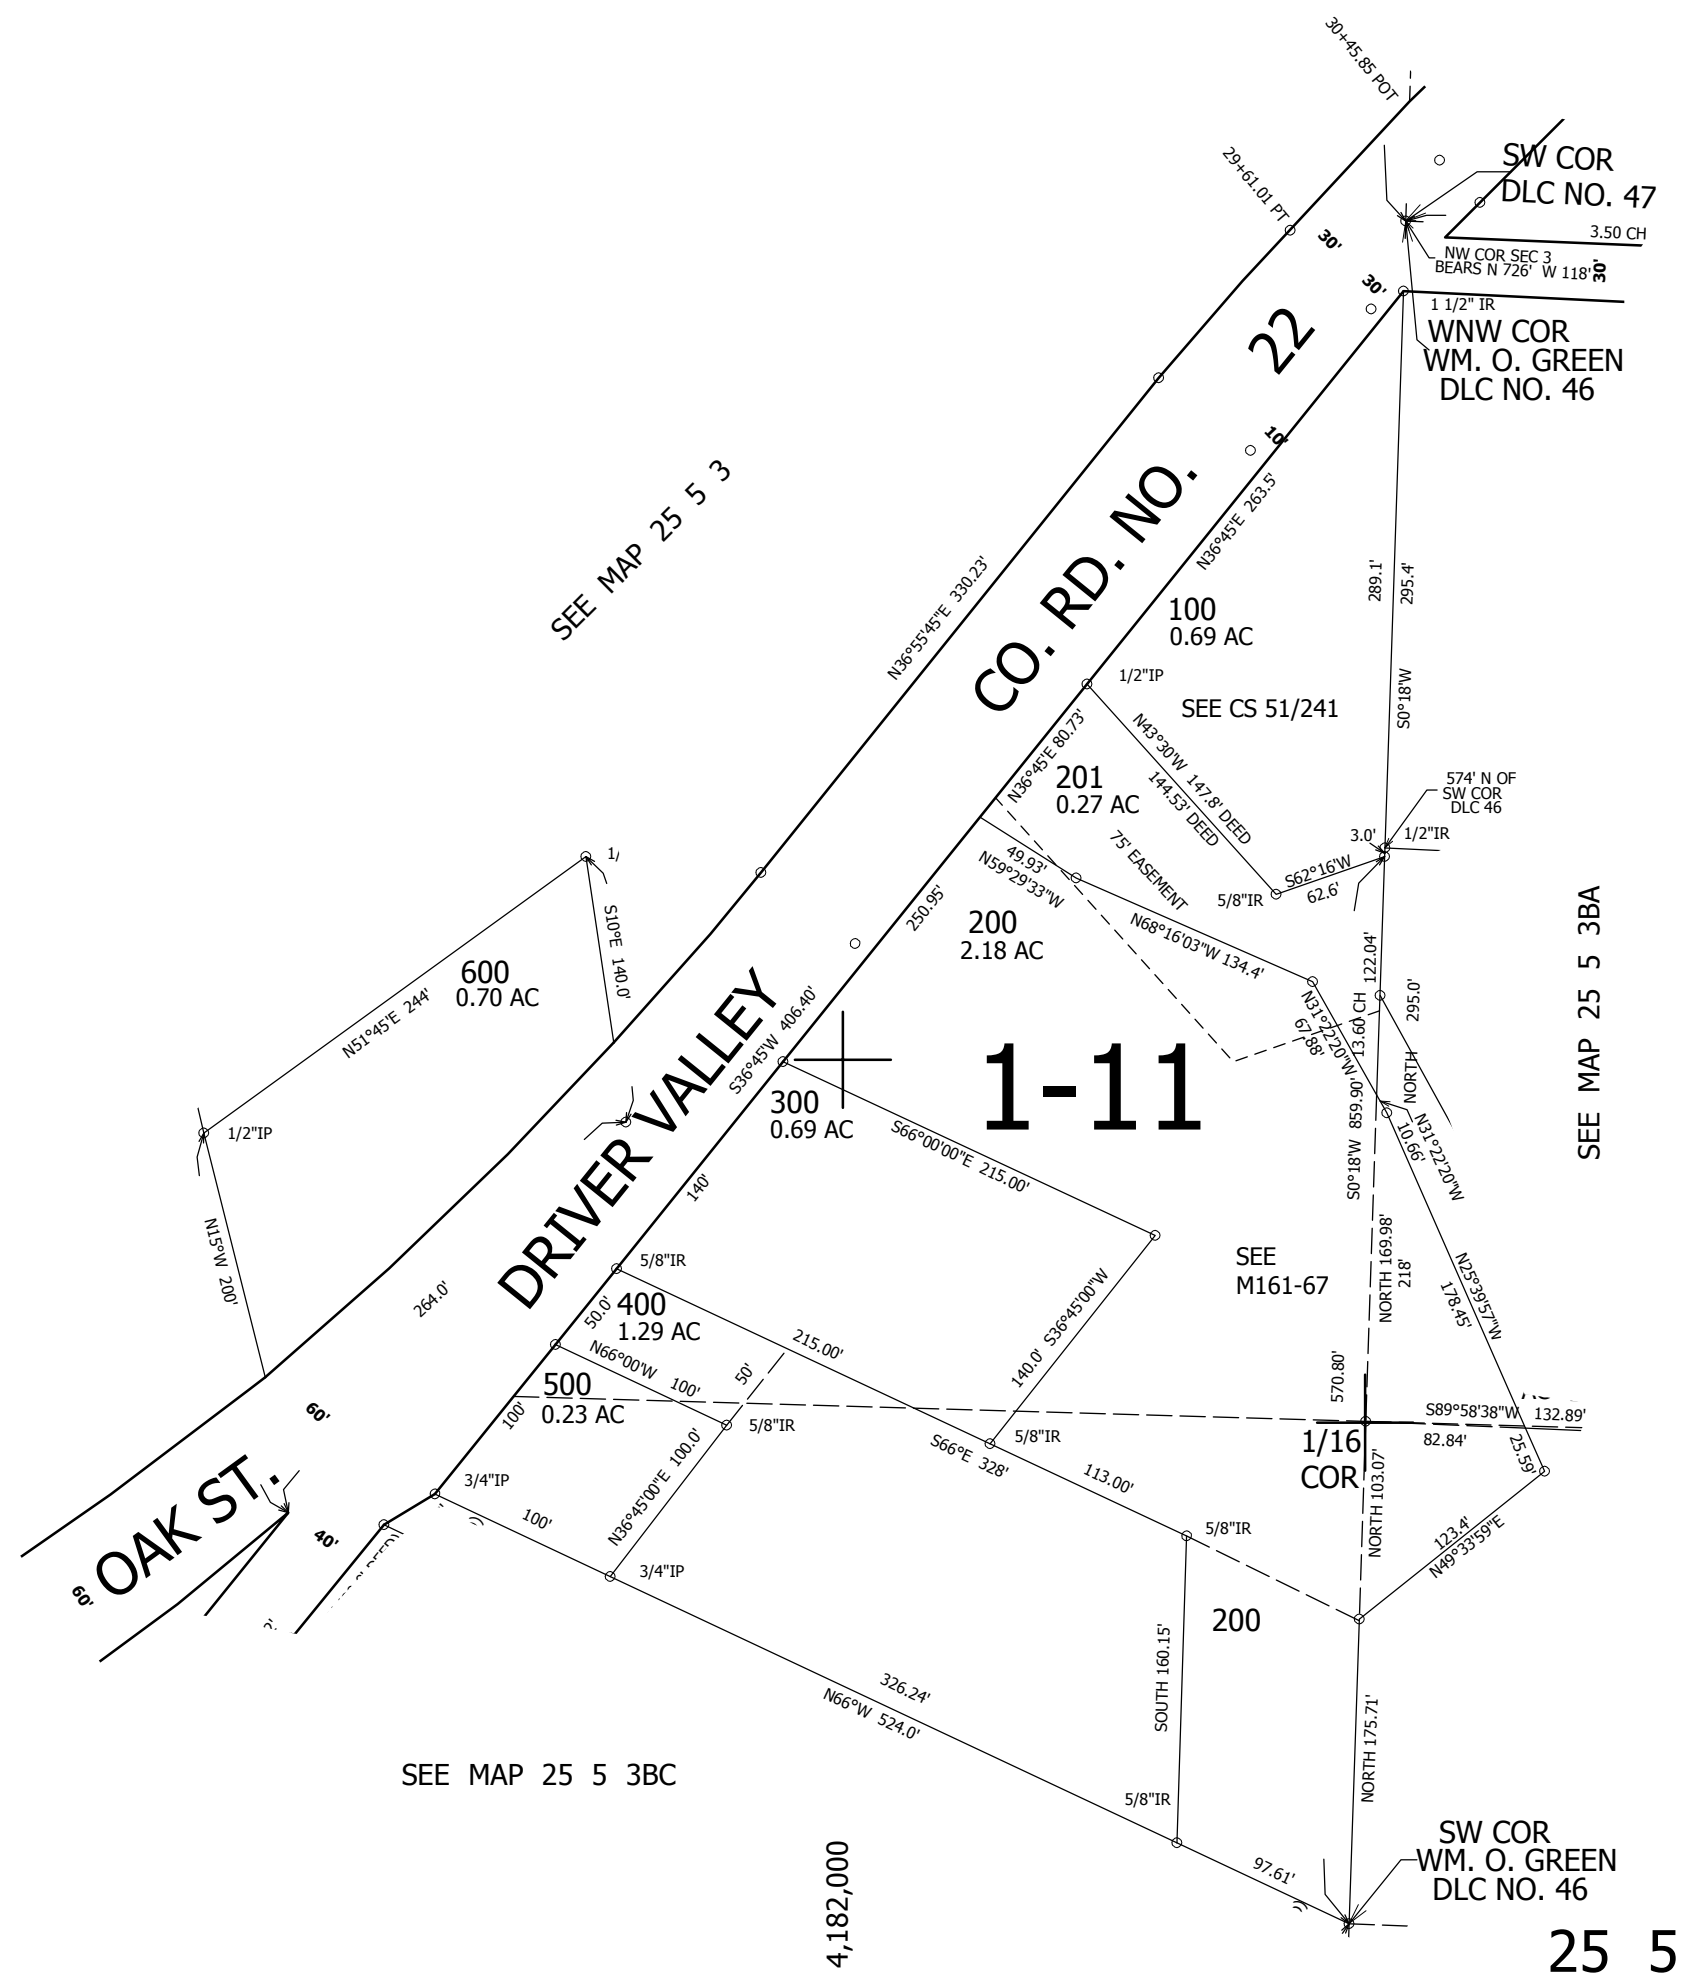 30+45.85 POT
29+61.01 PT
SW COR
DLC NO. 47
3.50 CH
NW COR SEC 3
BEARS N 726' W 118'
30'
30'
30'
1 1/2" IR
WNW COR
WM. O. GREEN
DLC NO. 46
22
10'
CO. RD. NO.
SEE MAP 25 5 3
N36°45'E 263.5'
N36°55'45"E 330.23'
289.1'
295.4'
100
0.69 AC
1/2"IP
SEE CS 51/241
S0°18'W
N36°45'E 80.73'
N43°30'W 147.8' DEED
144.53' DEED
201
0.27 AC
574' N OF
SW COR
DLC 46
3.0'
1/2"IR
75' EASEMENT
49.93'
N59°29'33"W
S62°16'W
62.6'
5/8"IR
1/
S10°E 140.0'
250.95'
200
2.18 AC
N68°16'03"W 134.4'
122.04'
295.0'
SEE MAP 25 5 3BA
600
0.70 AC
N51°45'E 244'
S36°45'W 406.40'
N31°22'20"W
67.88'
13.60 CH
S0°18'W 859.90'
NORTH
DRIVER VALLEY
1-11
300
0.69 AC
1/2"IP
S66°00'00"E 215.00'
N31°22'20"W
10.66'
140'
N15°W 200'
264.0'
5/8"IR
SEE
M161-67
NORTH 169.98'
218'
N25°39'57"W
178.45'
400
1.29 AC
50.0'
215.00'
140.0' S36°45'00"W
N66°00'W 100'
50'
570.80'
500
0.23 AC
100'
60'
5/8"IR
5/8"IR
S66°E 328'
1/16
COR
S89°58'38"W 132.89'
82.84'
25.59'
113.00'
3/4"IP
100'
N36°45'00"E 100.0'
NORTH 103.07'
OAK ST.
40'
60'
5/8"IR
123.4'
N49°33'59"E
3/4"IP
200
SOUTH 160.15'
326.24'
N66°W 524.0'
NORTH 175.71'
SEE MAP 25 5 3BC
5/8"IR
97.61'
SW COR
WM. O. GREEN
DLC NO. 46
4,182,000
25 5